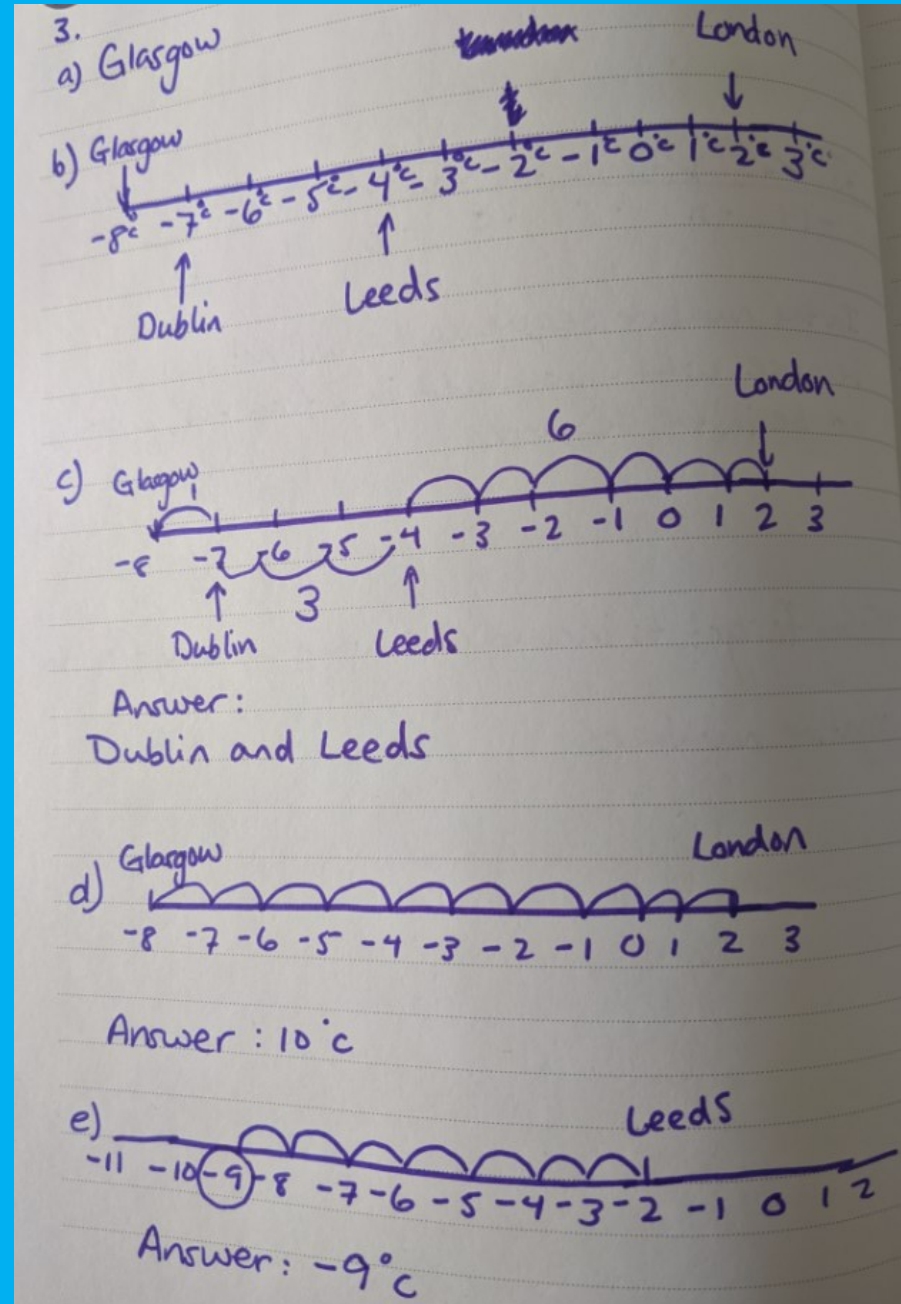 3.
a) Glasgow
London
b) Glasgow
-8°c -7°c -6°c -5°c -4°c -3°c -2°c -1°c 0°c 1°c 2°c 3°c
Dublin
Leeds
London
6
c) Glasgow
1
-8 -7 -6 -5 -4 -3 -2 -1 0 1 2 3
3
Dublin Leeds
Answer:
Dublin and Leeds
Glasgow London
d)
-8 -7 -6 -5 -4 -3 -2 -1 0 1 2 3
Answer: 10°c
e) Leeds
-11 -10 -9 -8 -7 -6 -5 -4 -3 -2 -1 0 1 2
Answer: -9°c